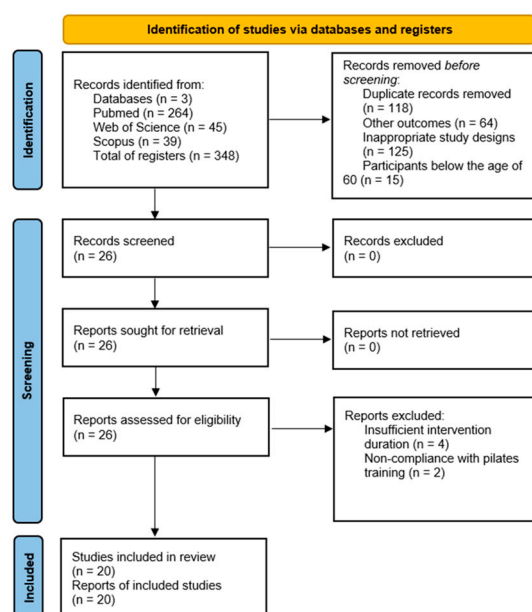 Identification of studies via databases and registers
Identification
Records identified from:
Databases (n = 3)
Pubmed (n = 264)
Web of Science (n = 45)
Scopus (n = 39)
Total of registers (n = 348)
Records removed before
screening:
Duplicate records removed
(n = 118)
Other outcomes (n = 64)
Inappropriate study designs
(n = 125)
Participants below the age of
60 (n = 15)
Screening
Records screened
(n = 26)
Records excluded
(n = 0)
Reports sought for retrieval
(n = 26)
Reports not retrieved
(n = 0)
Reports assessed for eligibility
(n = 26)
Reports excluded:
Insufficient intervention
duration (n = 4)
Non-compliance with pilates
training (n = 2)
Included
Studies included in review
(n = 20)
Reports of included studies
(n = 20)